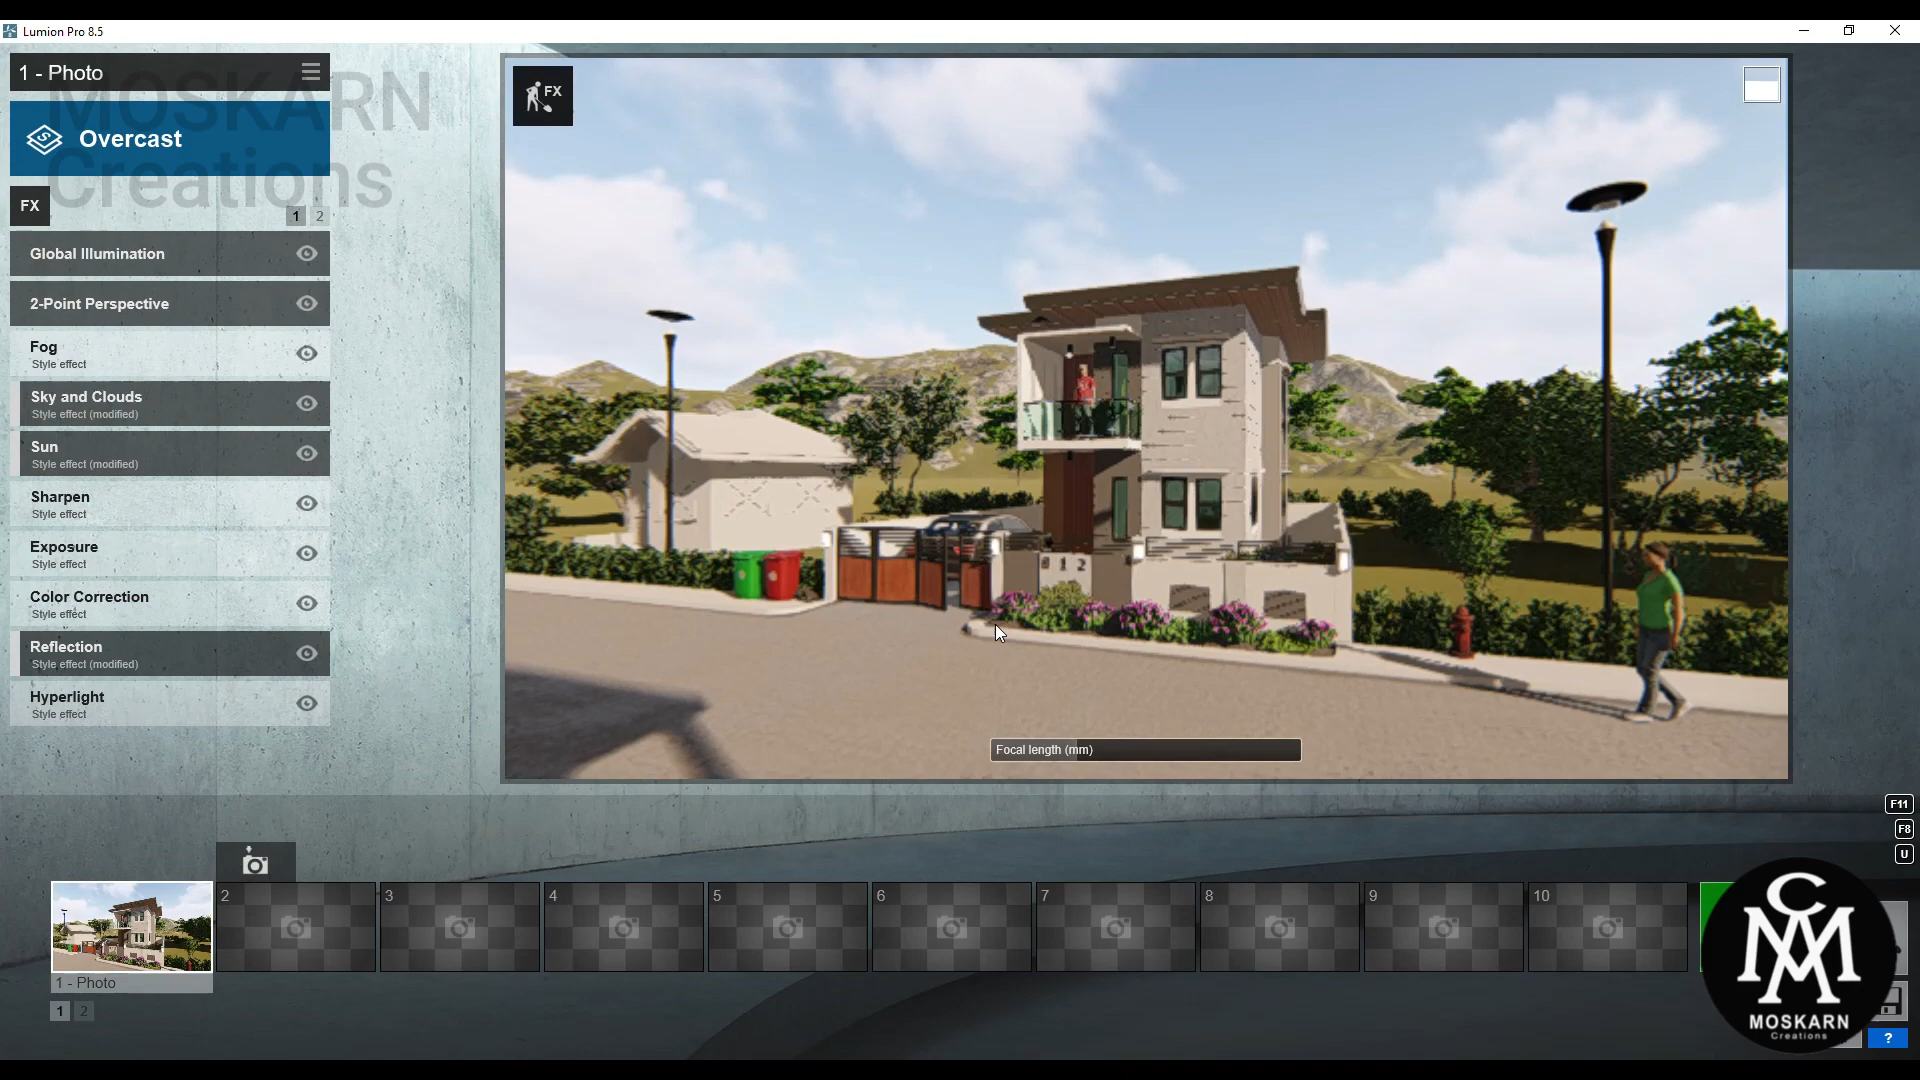 Lumion Pro 8.5
1 - Photo
MOSKARN
Creations
Overcast
FX
1 2
Global Illumination
2-Point Perspective
Fog
Style effect
Sky and Clouds
Style effect (modified)
Sun
Style effect (modified)
Sharpen
Style effect
Exposure
Style effect
Color Correction
Style effect
Reflection
Style effect (modified)
Hyperlight
Style effect
FX
1 2
Focal length (mm)
F11
F8
U
2
3
4
5
6
7
8
9
10
1 - Photo
1 2
CM
MOSKARN
Creations
?